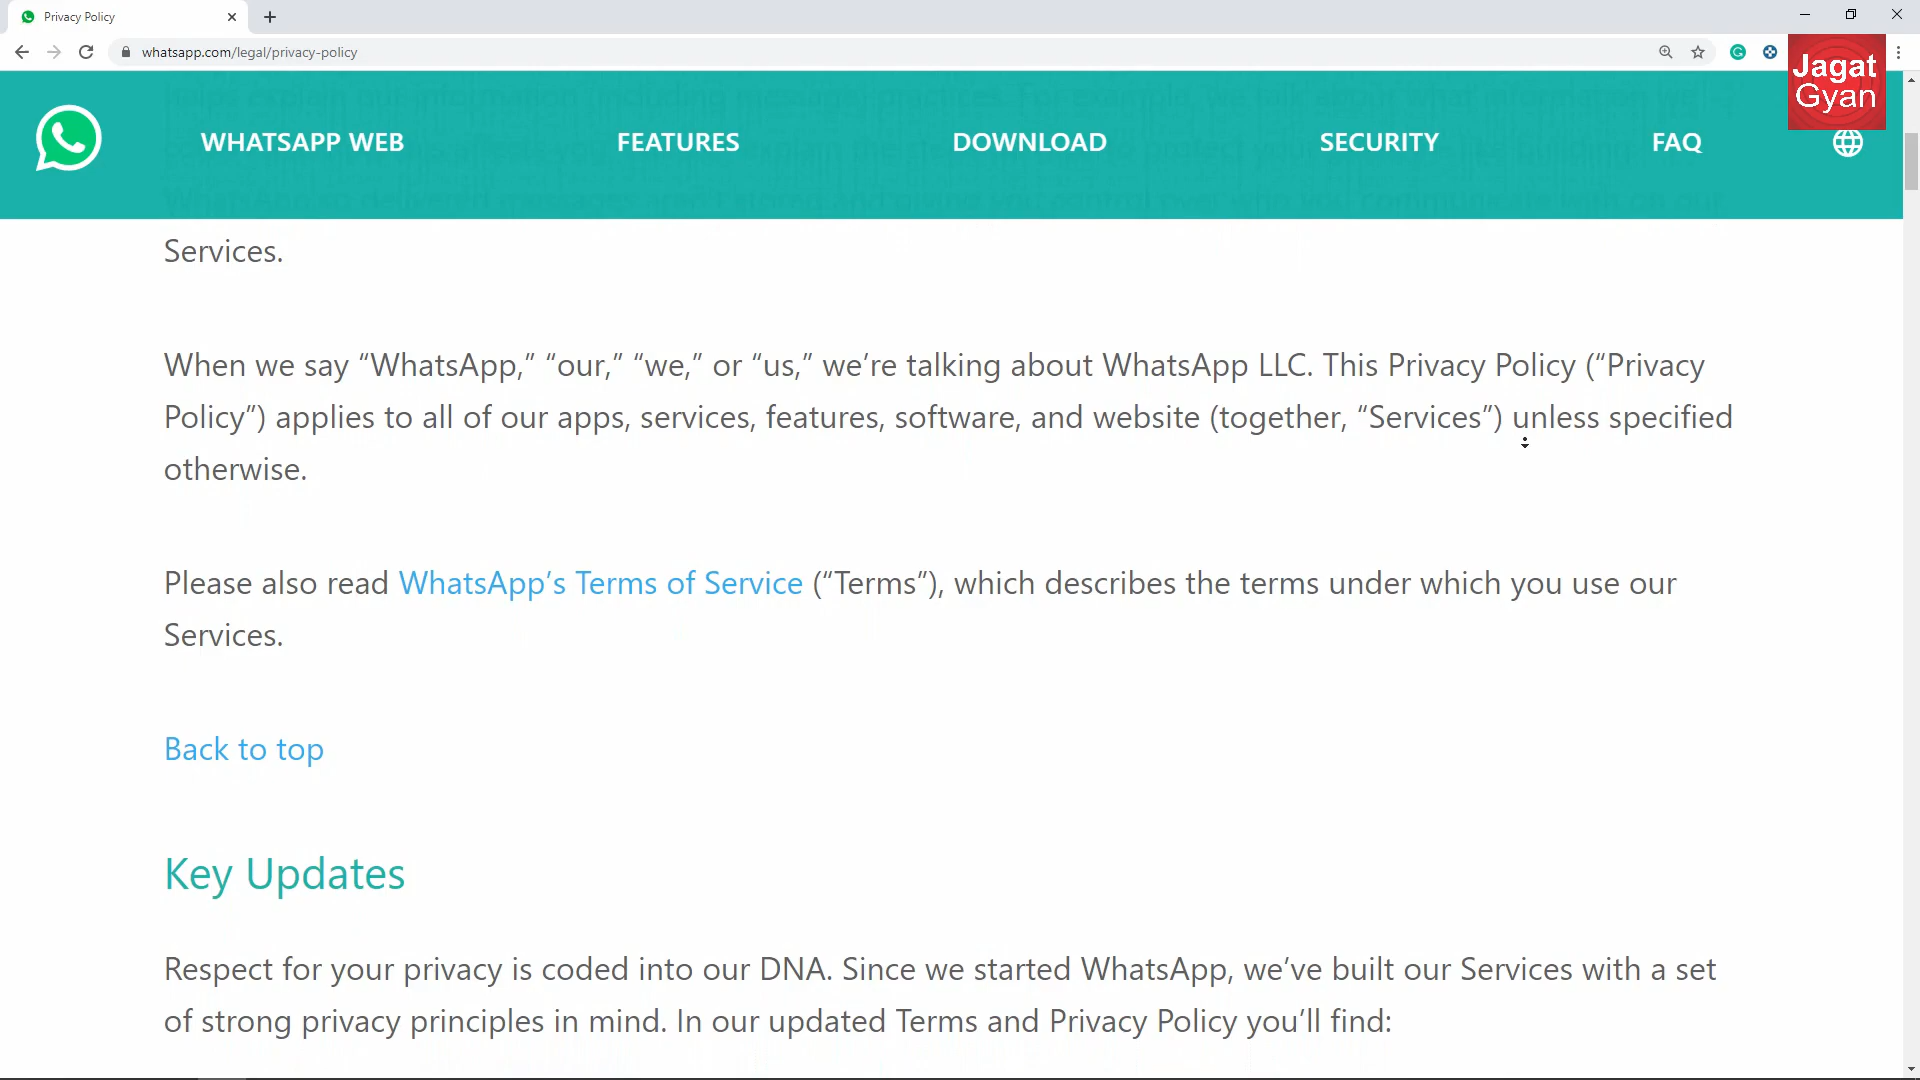 Privacy Policy
whatsapp.com/legal/privacy-policy
Jagat
Gyan
WHATSAPP WEB
FEATURES
DOWNLOAD
SECURITY
FAQ
Services.
When we say “WhatsApp,” “our,” “we,” or “us,” we’re talking about WhatsApp LLC. This Privacy Policy (“Privacy
Policy”) applies to all of our apps, services, features, software, and website (together, “Services”) unless specified
otherwise.
Please also read WhatsApp’s Terms of Service (“Terms”), which describes the terms under which you use our
Services.
Back to top
Key Updates
Respect for your privacy is coded into our DNA. Since we started WhatsApp, we’ve built our Services with a set
of strong privacy principles in mind. In our updated Terms and Privacy Policy you’ll find: